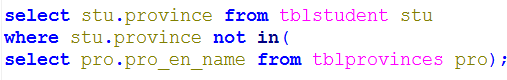 select stu.province from tblstudent stu
where stu.province not in(
select pro.pro_en_name from tblprovinces pro);